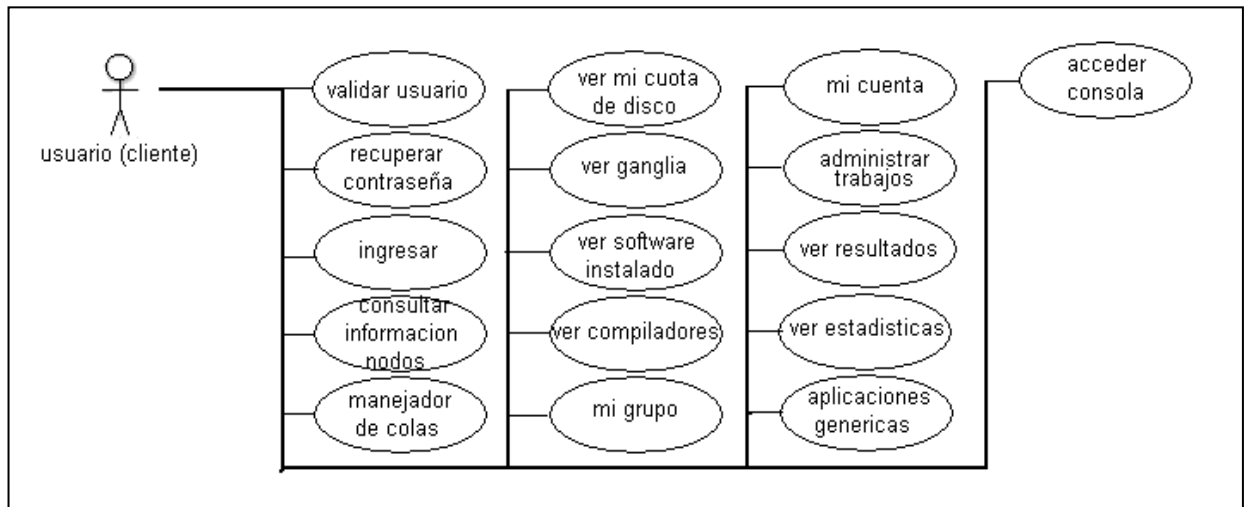 usuario (cliente)
validar usuario
recuperar
contraseña
ingresar
consultar
informacion
nodos
manejador
de colas
ver mi cuota
de disco
ver ganglia
ver software
instalado
ver compiladores
mi grupo
mi cuenta
administrar
trabajos
ver resultados
ver estadisticas
aplicaciones
genericas
acceder
consola